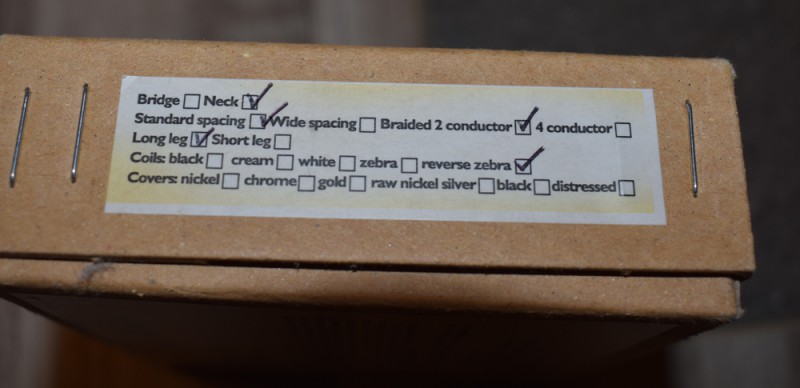 Bridge☐ Neck☑
Standard spacing ☑ Wide spacing☐ Braided 2 conductor☑ 4 conductor☐
Long leg☑ Short leg☐
Coils: black☐ cream☐ white☐ zebra☐ reverse zebra☑
Covers: nickel☐ chrome☐ gold☐ raw nickel silver☐ black☐ distressed☐